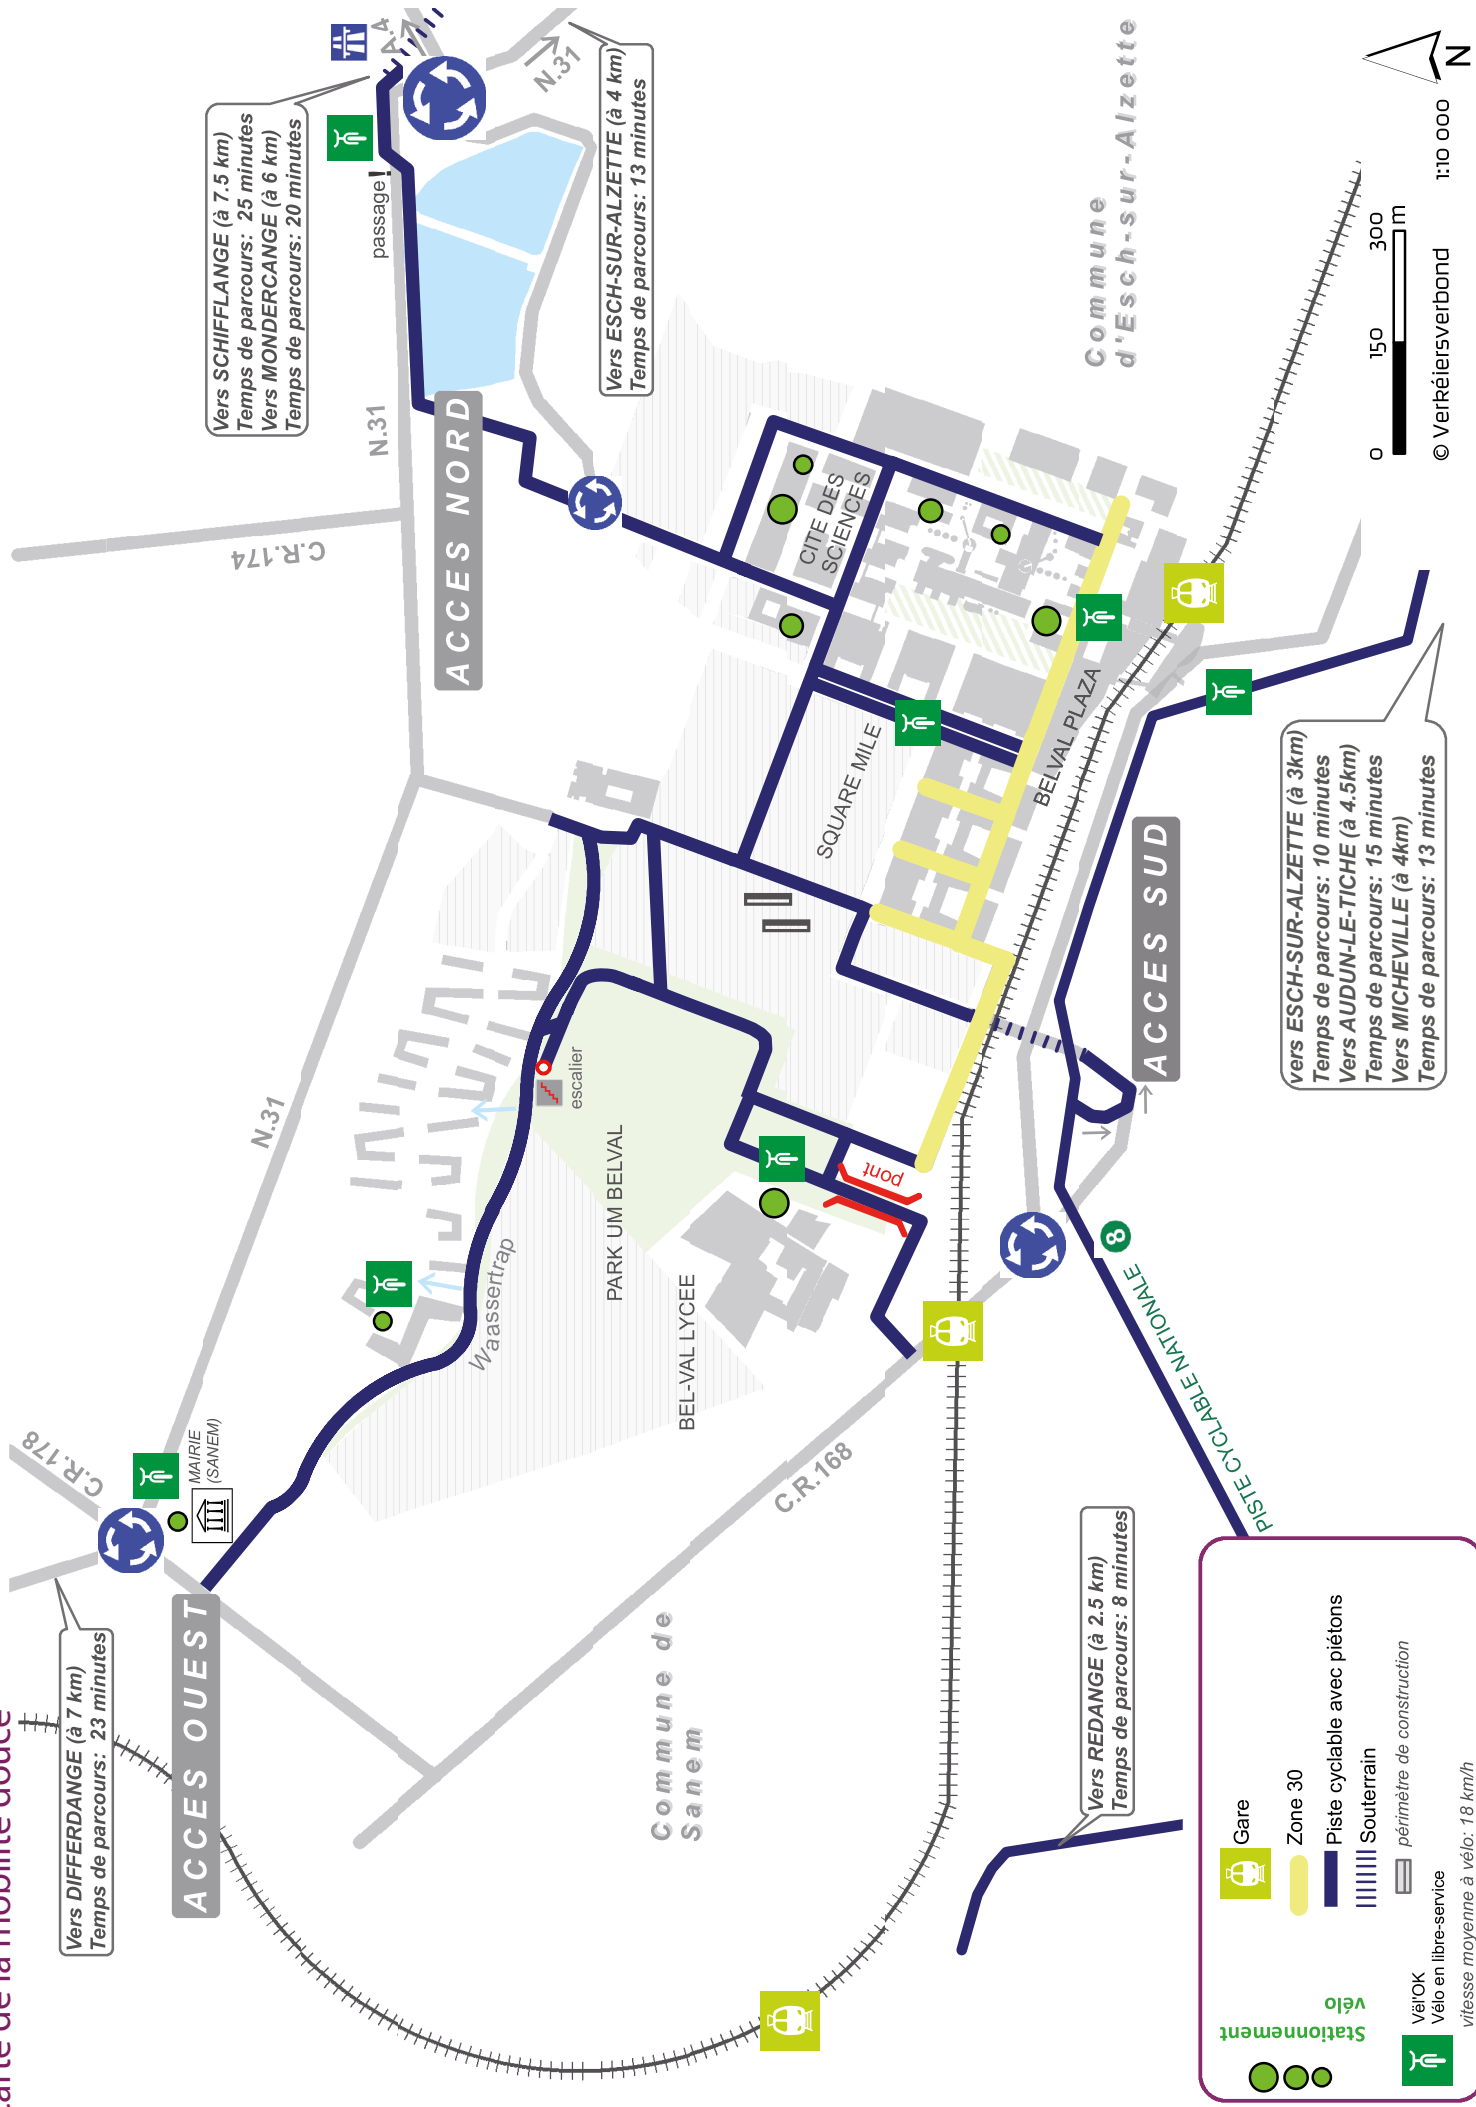 Carte de la mobilité douce
Vers DIFFERDANGE (à 7 km)
Temps de parcours: 23 minutes
ACCES OUEST
C.R.178
MAIRIE
(SANEM)
N.31
C.R.174
N.31
ACCES NORD
Vers SCHIFFLANGE (à 7.5 km)
Temps de parcours: 25 minutes
Vers MONDERCANGE (à 6 km)
Temps de parcours: 20 minutes
passage!
A.4
N.31
Vers ESCH-SUR-ALZETTE (à 4 km)
Temps de parcours: 13 minutes
Waassertrap
escalier
PARK UM BELVAL
BEL-VAL LYCEE
pont
SQUARE MILE
CITE DES
SCIENCES
BELVAL PLAZA
Commune de
Sanem
C.R.168
Commune
d'Esch-sur-Alzette
ACCES SUD
8
PISTE CYCLABLE NATIONALE
Vers REDANGE (à 2.5 km)
Temps de parcours: 8 minutes
vers ESCH-SUR-ALZETTE (à 3km)
Temps de parcours: 10 minutes
Vers AUDUN-LE-TICHE (à 4.5km)
Temps de parcours: 15 minutes
Vers MICHEVILLE (à 4km)
Temps de parcours: 13 minutes
Stationnement
vélo
Gare
Zone 30
Piste cyclable avec piétons
Souterrain
périmètre de construction
Vél'OK
Vélo en libre-service
vitesse moyenne à vélo: 18 km/h
0 150 300
m
© Verkéiersverbond
1:10 000
N